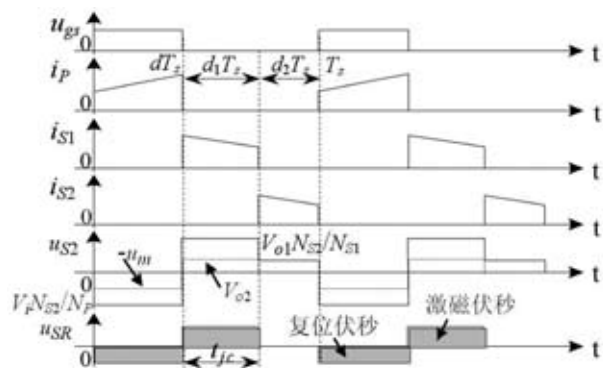 u_gs
0
t
i_P
dT_s
d_1T_s
d_2T_s
T_s
0
t
i_S1
0
t
i_S2
0
t
u_S2
-u_m
V_o1N_S2/N_S1
0
t
V_o2
V_iN_S2/N_P
u_SR
复位伏秒
激磁伏秒
0
t
t_jc